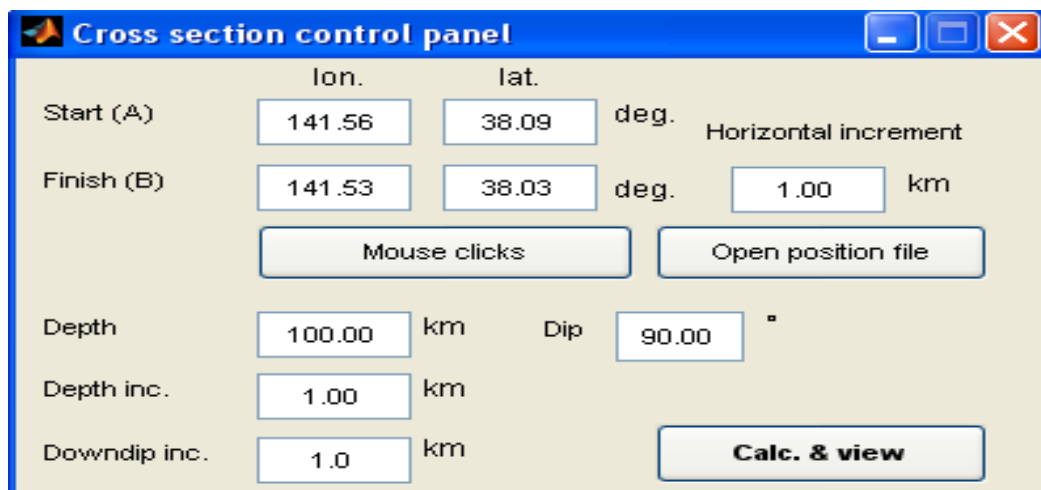 Cross section control panel
lon. lat.
Start (A) 141.56 38.09 deg. Horizontal increment
Finish (B) 141.53 38.03 deg. 1.00 km
Mouse clicks Open position file
Depth 100.00 km Dip 90.00 °
Depth inc. 1.00 km
Downdip inc. 1.0 km Calc. & view